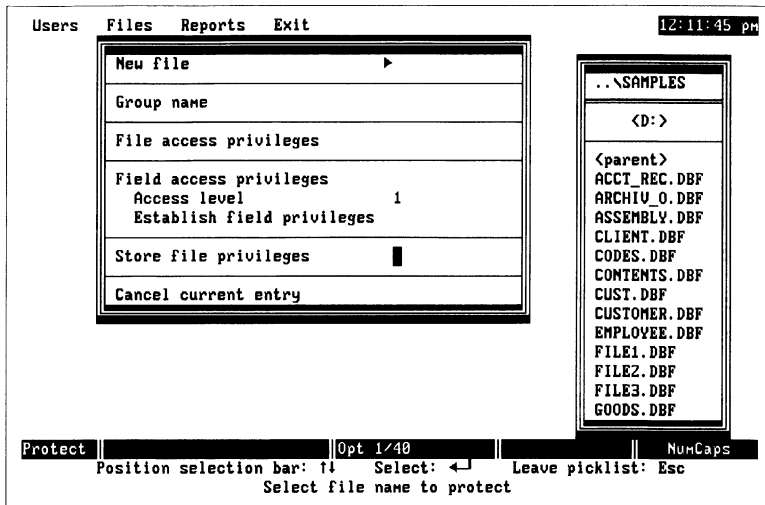 Users Files Reports Exit 12:11:45 pm
New file ►
Group name
File access privileges
Field access privileges
Access level 1
Establish field privileges
Store file privileges
Cancel current entry
..\SAMPLES
<D:>
<parent>
ACCT_REC.DBF
ARCHIV_O.DBF
ASSEMBLY.DBF
CLIENT.DBF
CODES.DBF
CONTENTS.DBF
CUST.DBF
CUSTOMER.DBF
EMPLOYEE.DBF
FILE1.DBF
FILE2.DBF
FILE3.DBF
GOODS.DBF
Protect Opt 1/40 NumCaps
Position selection bar: ↑↓ Select: ↵ Leave picklist: Esc
Select file name to protect